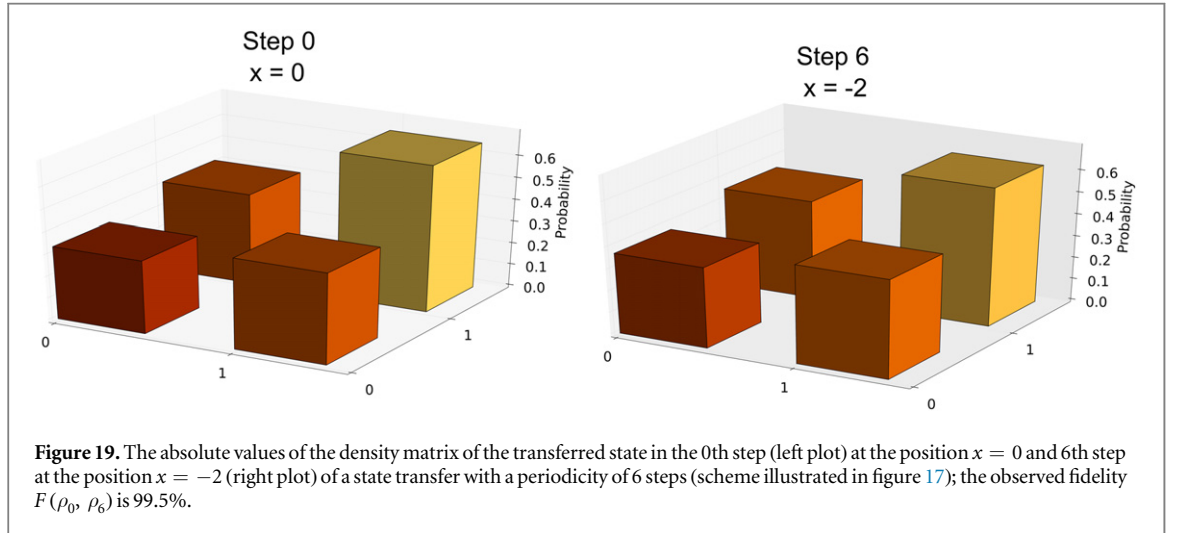 Step 0
x = 0
Step 6
x = -2
0.6
0.5
0.4
0.3
0.2
0.1
0.0
Probability
0
1
1
0
0.6
0.5
0.4
0.3
0.2
0.1
0.0
Probability
0
1
1
0
Figure 19. The absolute values of the density matrix of the transferred state in the 0th step (left plot) at the position x = 0 and 6th step
at the position x = −2 (right plot) of a state transfer with a periodicity of 6 steps (scheme illustrated in figure 17); the observed fidelity
F (ρ₀, ρ₆) is 99.5%.